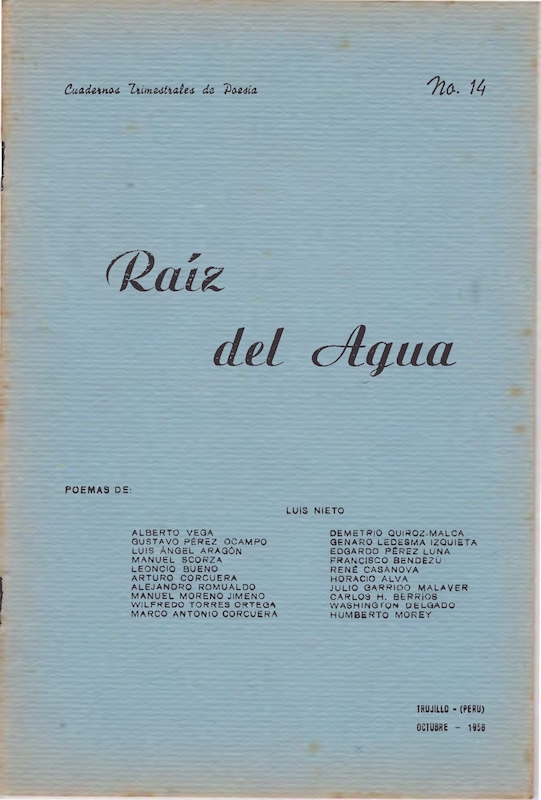 Cuadernos Trimestrales de Poesía
No. 14
Raíz
del Agua
POEMAS DE:
LUIS NIETO
ALBERTO VEGA
GUSTAVO PÉREZ OCAMPO
LUIS ÁNGEL ARAGÓN
MANUEL SCORZA
LEONCIO BUENO
ARTURO CORCUERA
ALEJANDRO ROMUALDO
MANUEL MORENO JIMENO
WILFREDO TORRES ORTEGA
MARCO ANTONIO CORCUERA
DEMETRIO QUIROZ-MALCA
GENARO LEDESMA IZQUIETA
EDGARDO PÉREZ LUNA
FRANCISCO BENDEZÚ
RENÉ CASANOVA
HORACIO ALVA
JULIO GARRIDO MALAVER
CARLOS H. BERRÍOS
WASHINGTON DELGADO
HUMBERTO MOREY
TRUJILLO - (PERU)
OCTUBRE - 1958